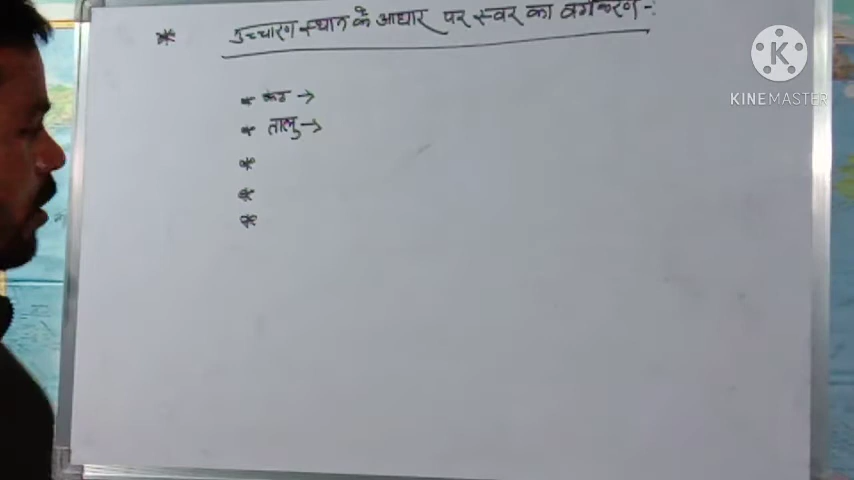 * उच्चारण स्थान के आधार पर स्वर का वर्गीकरण -:
* कंठ →
* तालु →
*
*
*
K
KINEMASTER